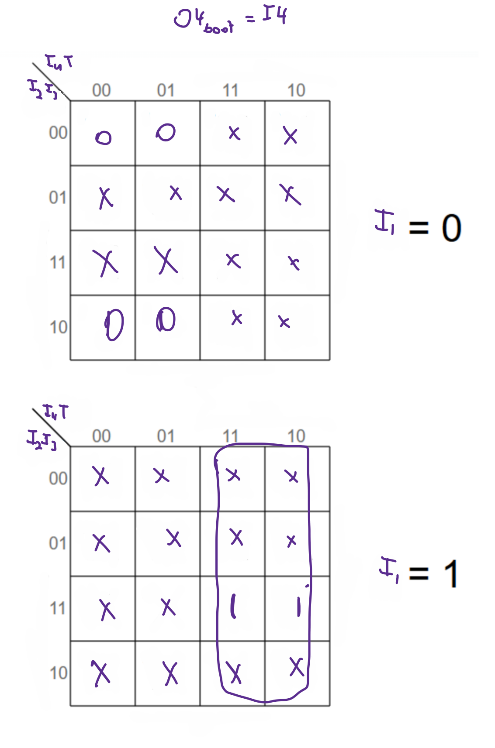 O4boot = I4
I4T
I2I3
00 01 11 10
00 0 0 x x
01 x x x x
11 x x x x
10 0 0 x x
I1 = 0
I4T
I2I3
00 01 11 10
00 x x x x
01 x x x x
11 x x 1 1
10 x x x x
I1 = 1